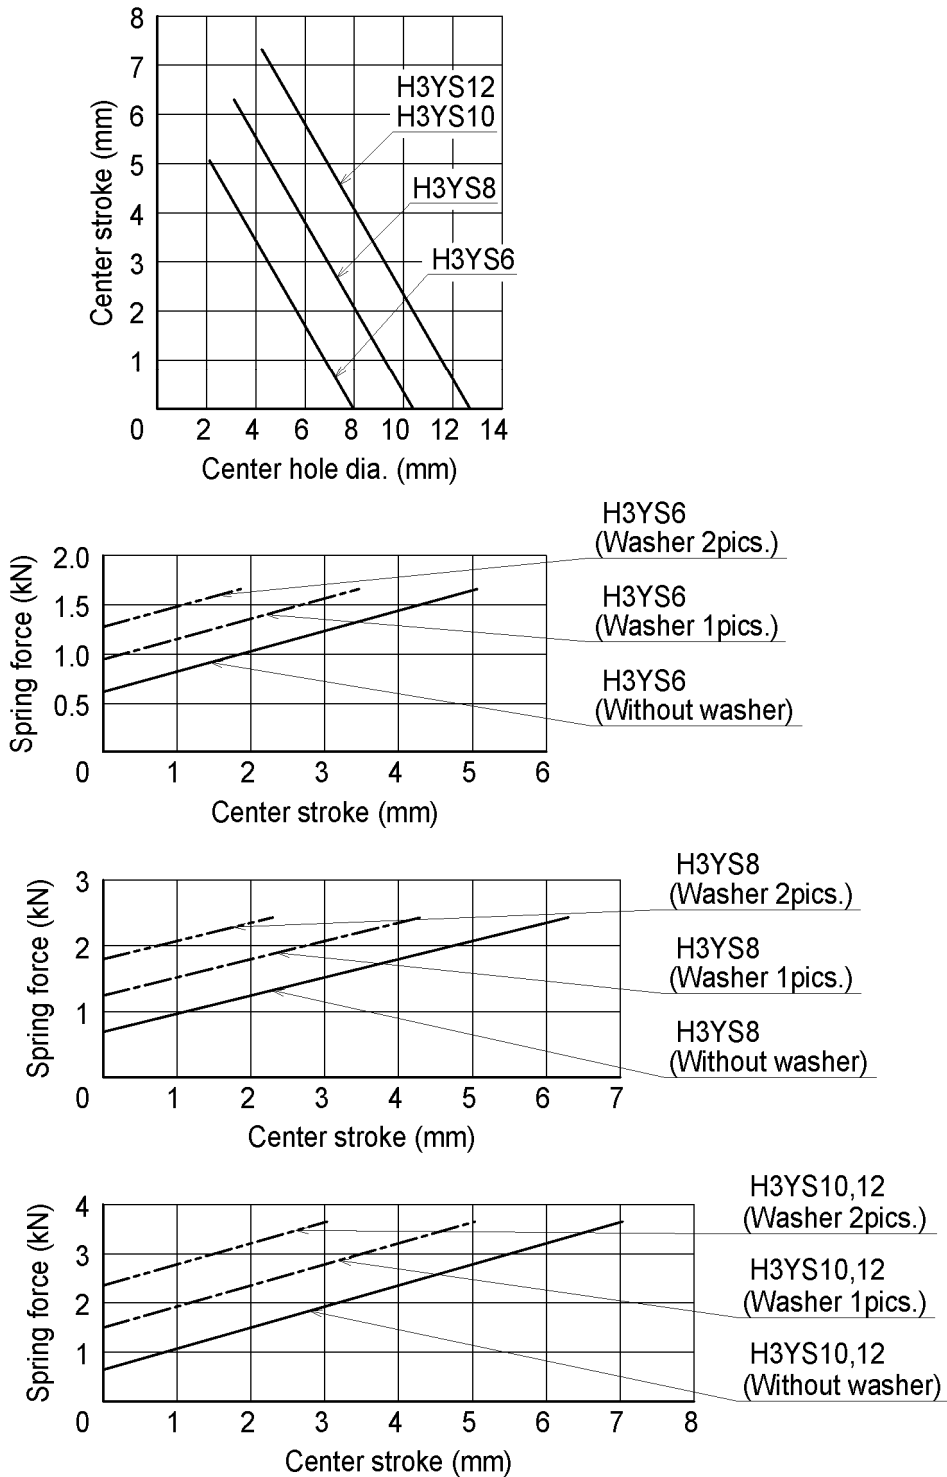 8
7
6
5
4
3
2
1
0
2 4 6 8 10 12 14
Center stroke (mm)
Center hole dia. (mm)
H3YS12
H3YS10
H3YS8
H3YS6
2.0
1.5
1.0
0.5
0 1 2 3 4 5 6
Spring force (kN)
Center stroke (mm)
H3YS6
(Washer 2pics.)
H3YS6
(Washer 1pics.)
H3YS6
(Without washer)
3
2
1
0 1 2 3 4 5 6 7
Spring force (kN)
Center stroke (mm)
H3YS8
(Washer 2pics.)
H3YS8
(Washer 1pics.)
H3YS8
(Without washer)
4
3
2
1
0 1 2 3 4 5 6 7 8
Spring force (kN)
Center stroke (mm)
H3YS10,12
(Washer 2pics.)
H3YS10,12
(Washer 1pics.)
H3YS10,12
(Without washer)